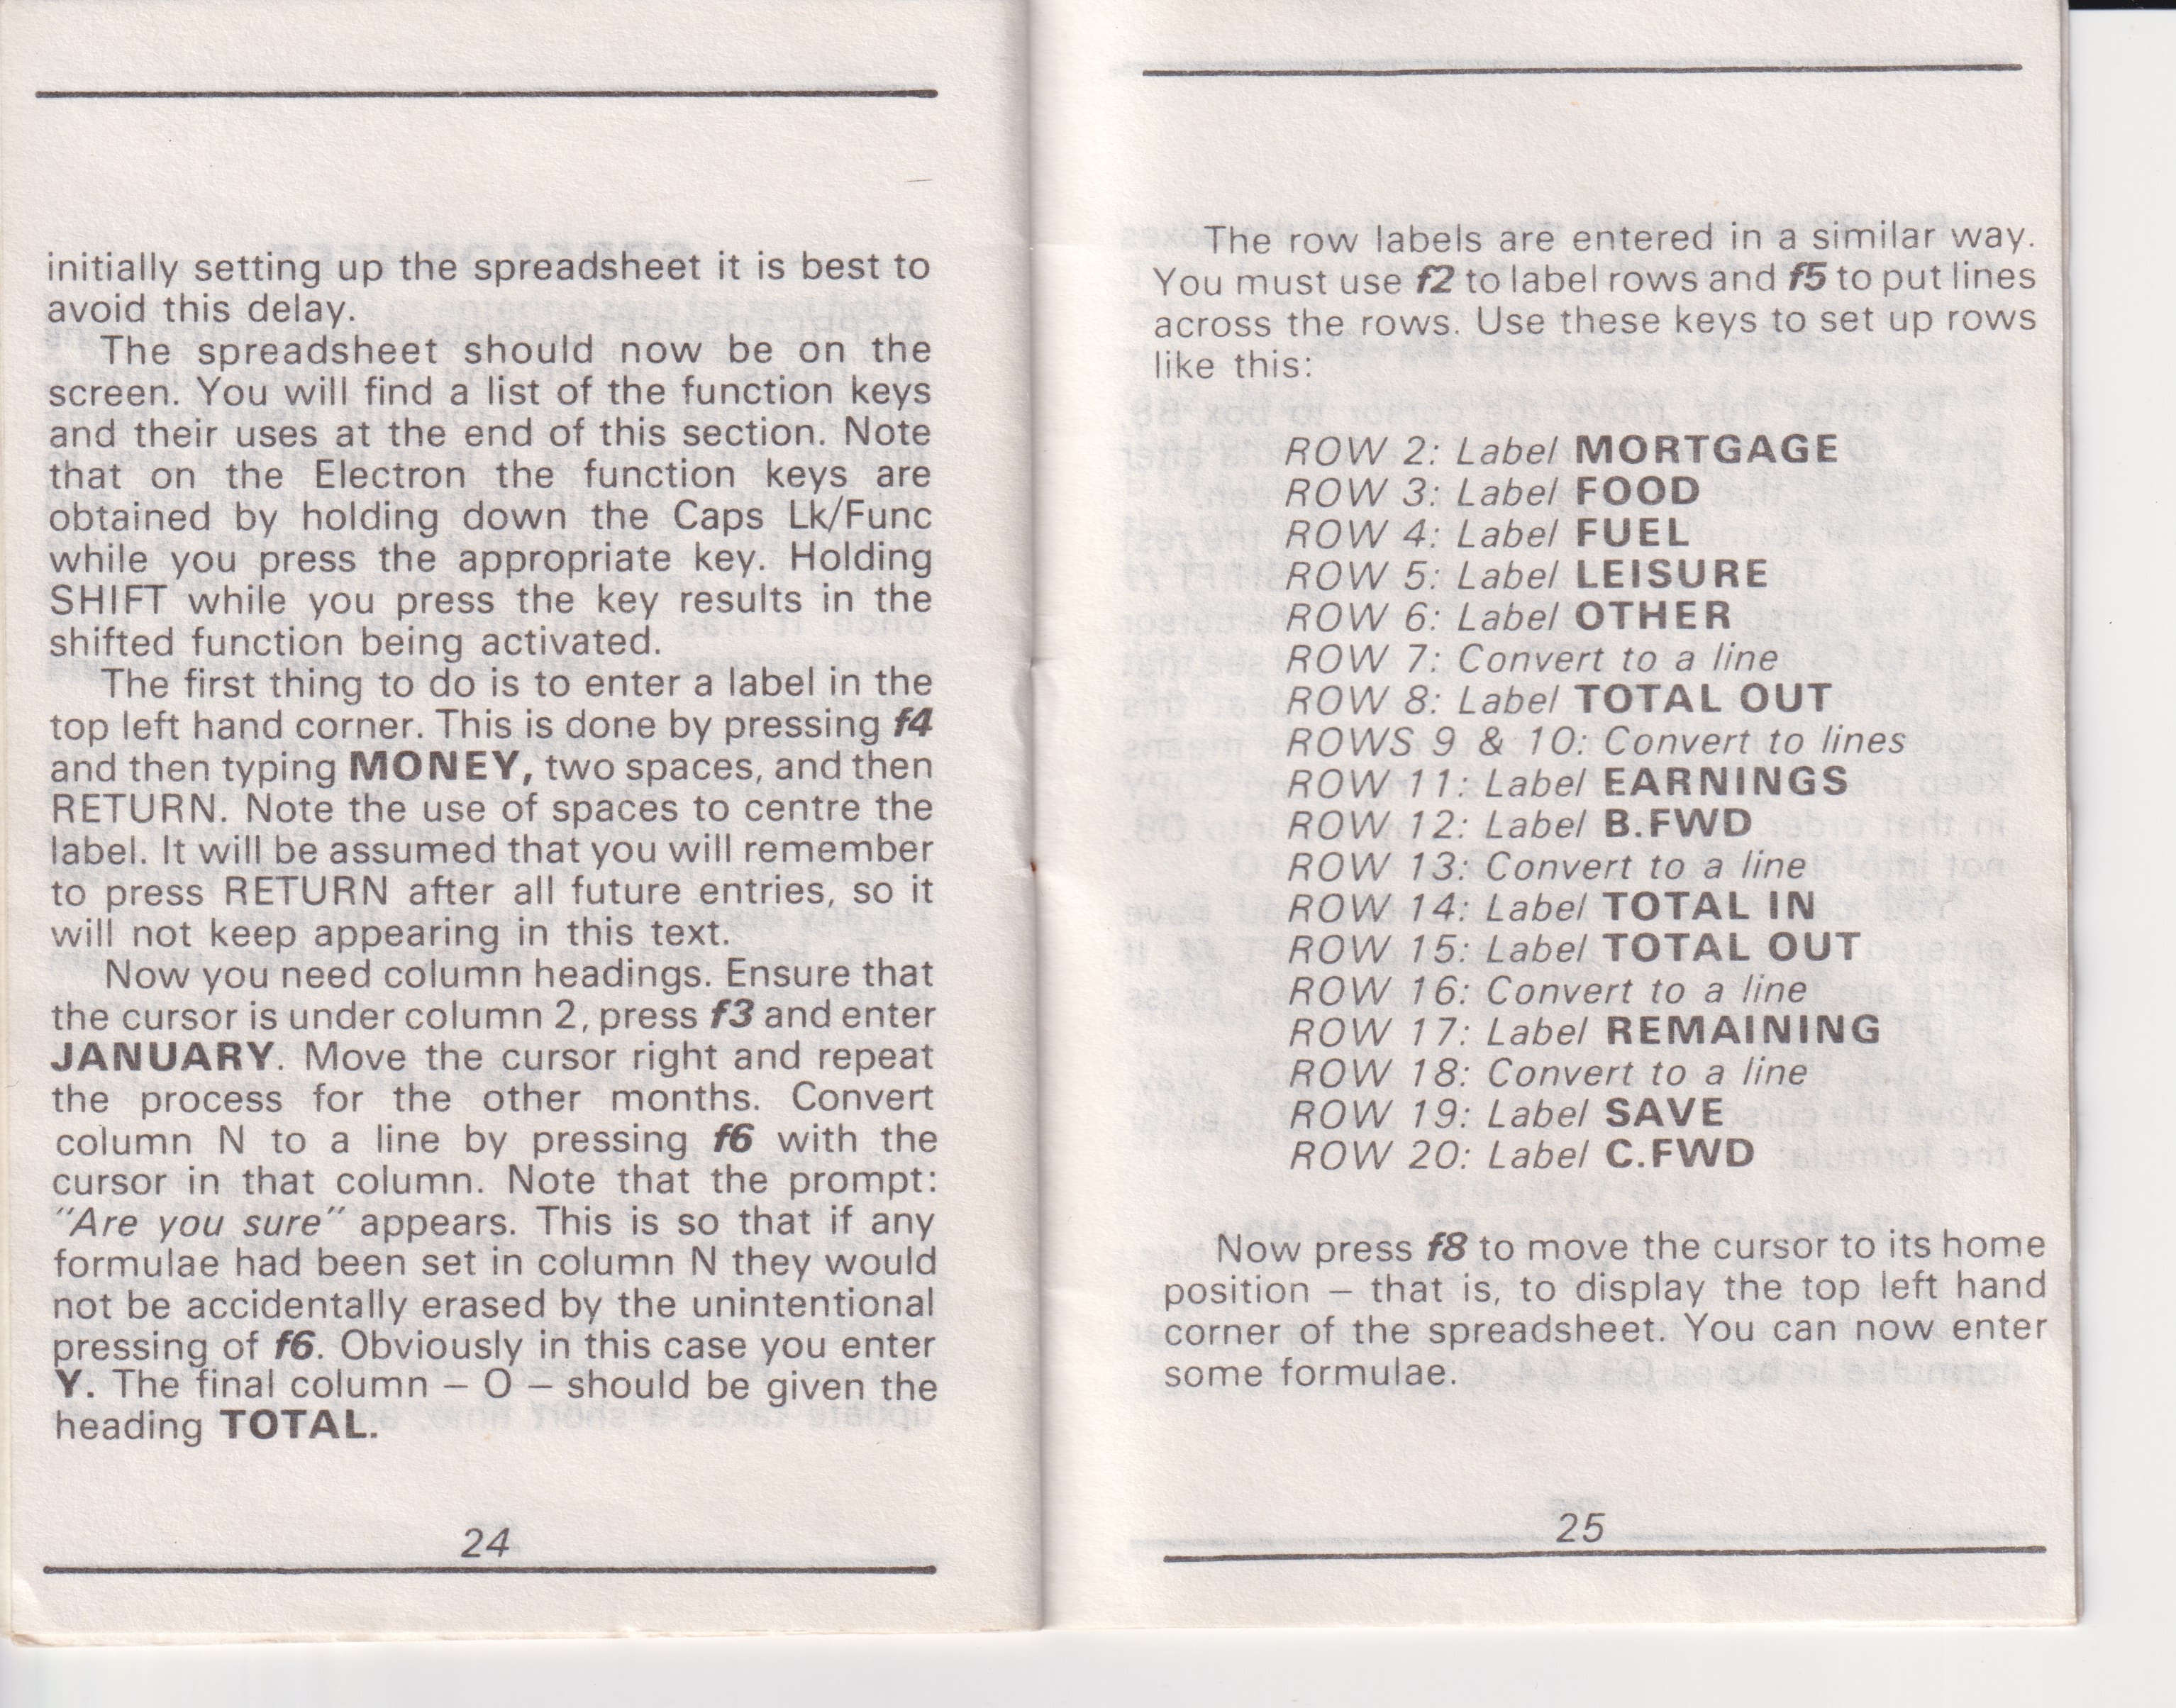 initially setting up the spreadsheet it is best to
avoid this delay.
The spreadsheet should now be on the
screen. You will find a list of the function keys
and their uses at the end of this section. Note
that on the Electron the function keys are
obtained by holding down the Caps Lk/Func
while you press the appropriate key. Holding
SHIFT while you press the key results in the
shifted function being activated.
The first thing to do is to enter a label in the
top left hand corner. This is done by pressing f4
and then typing MONEY, two spaces, and then
RETURN. Note the use of spaces to centre the
label. It will be assumed that you will remember
to press RETURN after all future entries, so it
will not keep appearing in this text.
Now you need column headings. Ensure that
the cursor is under column 2, press f3 and enter
JANUARY. Move the cursor right and repeat
the process for the other months. Convert
column N to a line by pressing f6 with the
cursor in that column. Note that the prompt:
"Are you sure" appears. This is so that if any
formulae had been set in column N they would
not be accidentally erased by the unintentional
pressing of f6. Obviously in this case you enter
Y. The final column – O – should be given the
heading TOTAL.
24
The row labels are entered in a similar way.
You must use f2 to label rows and f5 to put lines
across the rows. Use these keys to set up rows
like this:
ROW 2: Label MORTGAGE
ROW 3: Label FOOD
ROW 4: Label FUEL
ROW 5: Label LEISURE
ROW 6: Label OTHER
ROW 7: Convert to a line
ROW 8: Label TOTAL OUT
ROWS 9 & 10: Convert to lines
ROW 11: Label EARNINGS
ROW 12: Label B.FWD
ROW 13: Convert to a line
ROW 14: Label TOTAL IN
ROW 15: Label TOTAL OUT
ROW 16: Convert to a line
ROW 17: Label REMAINING
ROW 18: Convert to a line
ROW 19: Label SAVE
ROW 20: Label C.FWD
Now press f8 to move the cursor to its home
position – that is, to display the top left hand
corner of the spreadsheet. You can now enter
some formulae.
25